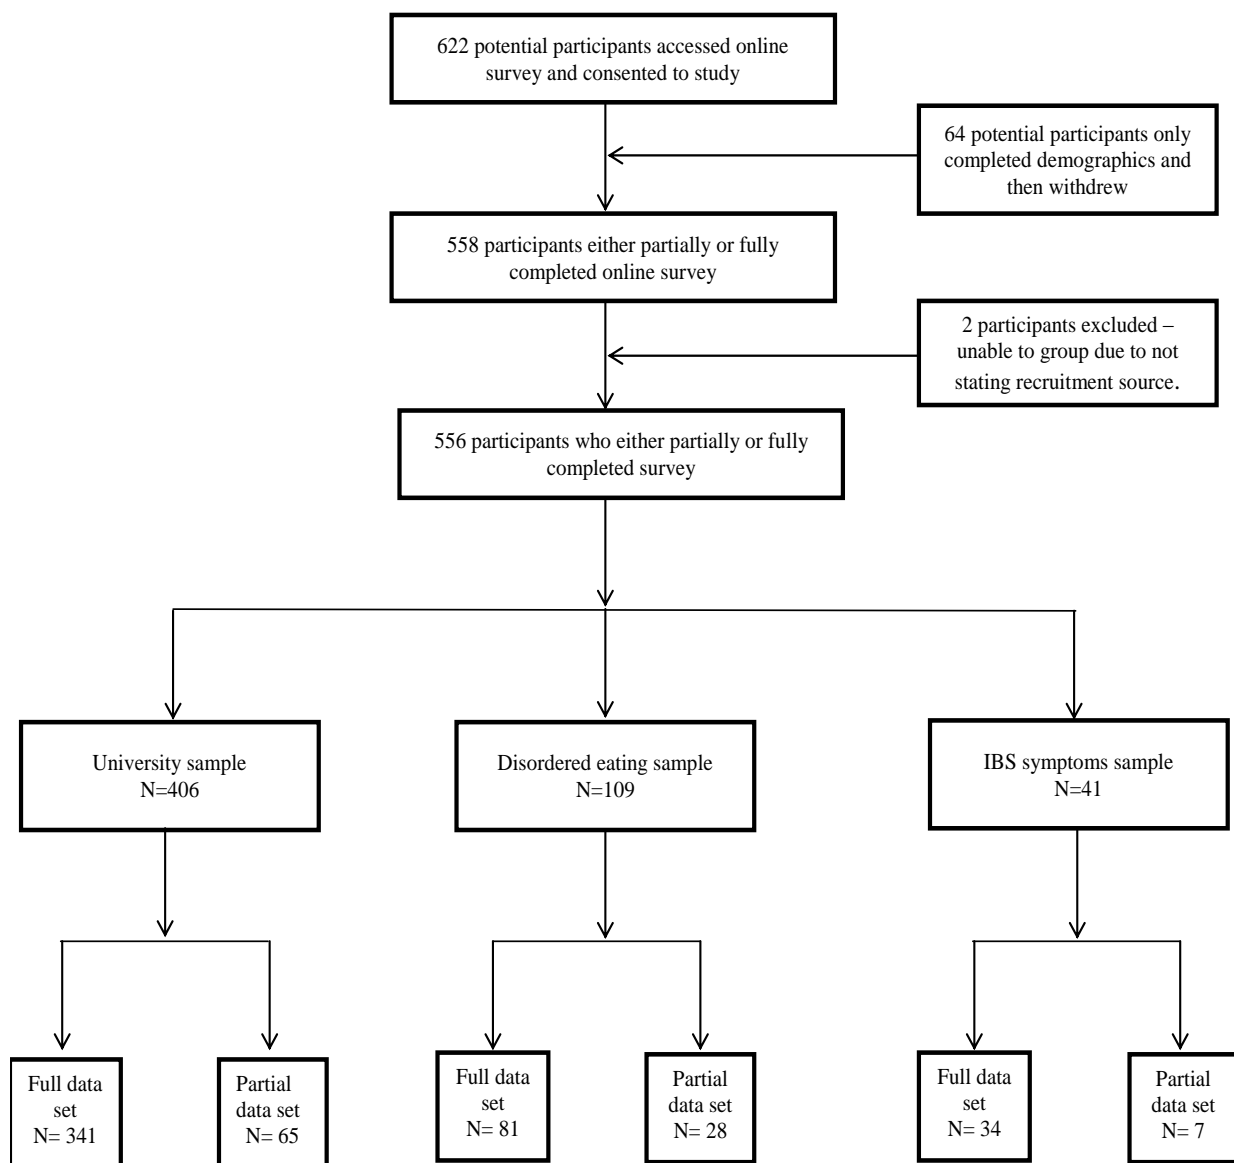 622 potential participants accessed online
survey and consented to study
64 potential participants only
completed demographics and
then withdrew
558 participants either partially or fully
completed online survey
2 participants excluded –
unable to group due to not
stating recruitment source.
556 participants who either partially or fully
completed survey
University sample
N=406
Disordered eating sample
N=109
IBS symptoms sample
N=41
Full data
set
N= 341
Partial
data set
N= 65
Full data
set
N= 81
Partial
data set
N= 28
Full data
set
N= 34
Partial
data set
N= 7